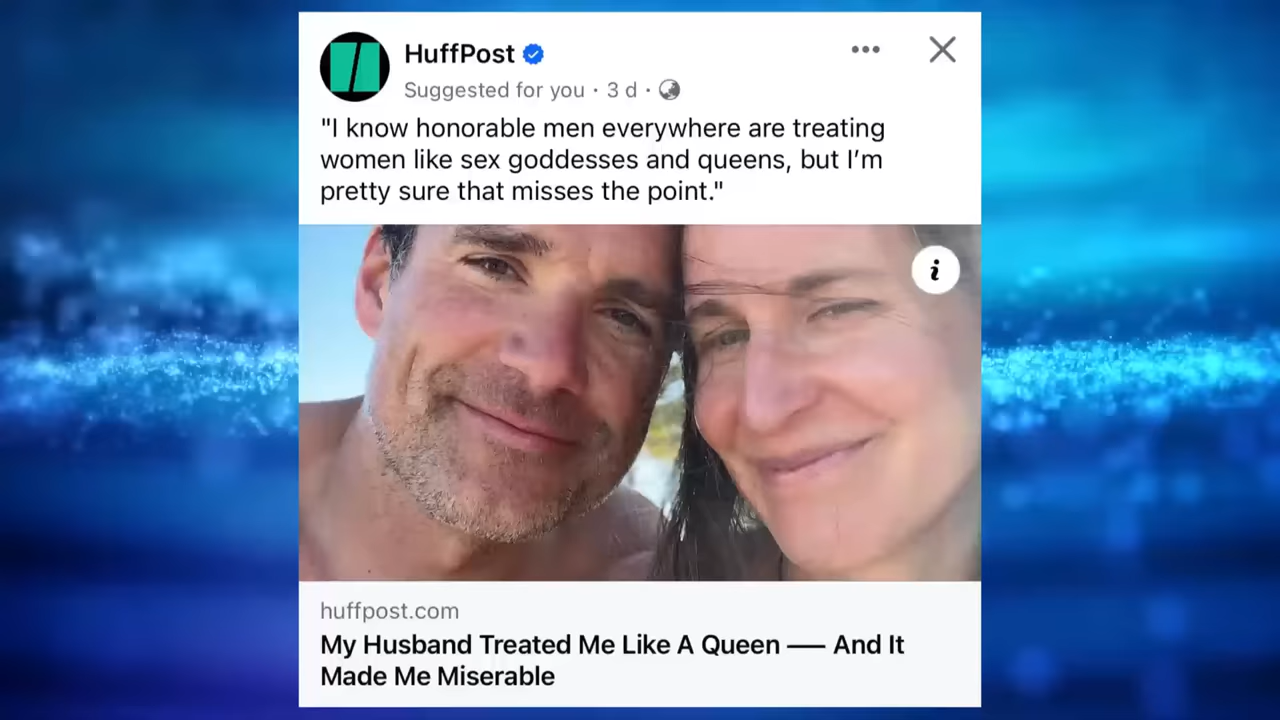 HuffPost
Suggested for you · 3 d ·
"I know honorable men everywhere are treating
women like sex goddesses and queens, but I’m
pretty sure that misses the point."
i
huffpost.com
My Husband Treated Me Like A Queen — And It
Made Me Miserable